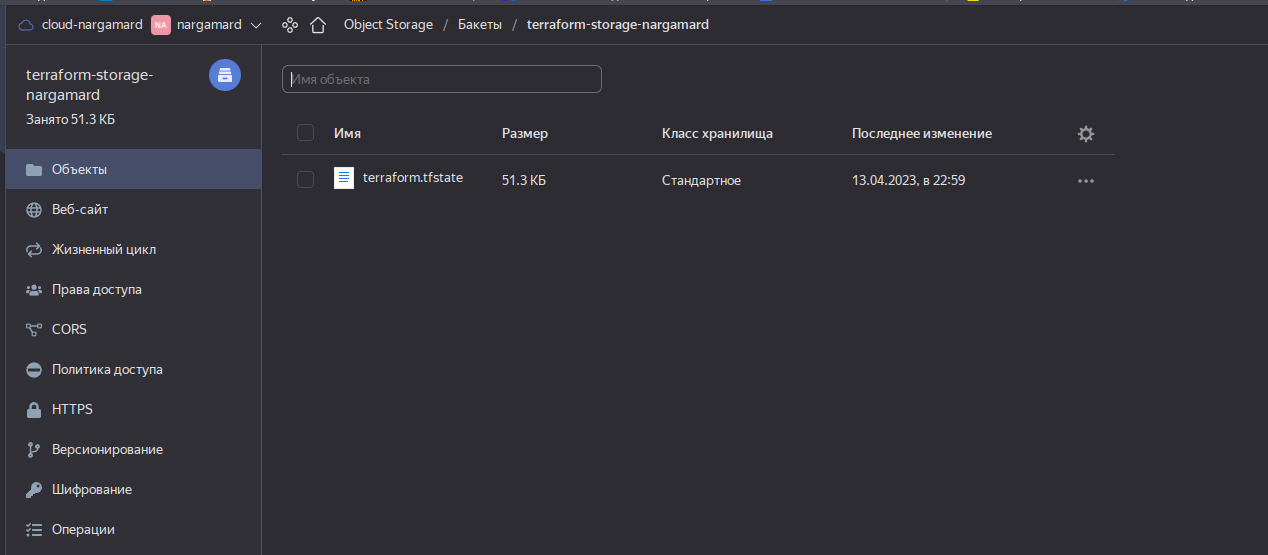 cloud-nargamard NA nargamard Object Storage / Бакеты / terraform-storage-nargamard
terraform-storage-
nargamard
Занято 51.3 КБ
Объекты
Веб-сайт
Жизненный цикл
Права доступа
CORS
Политика доступа
HTTPS
Версионирование
Шифрование
Операции
Имя объекта
Имя Размер Класс хранилища Последнее изменение
terraform.tfstate 51.3 КБ Стандартное 13.04.2023, в 22:59